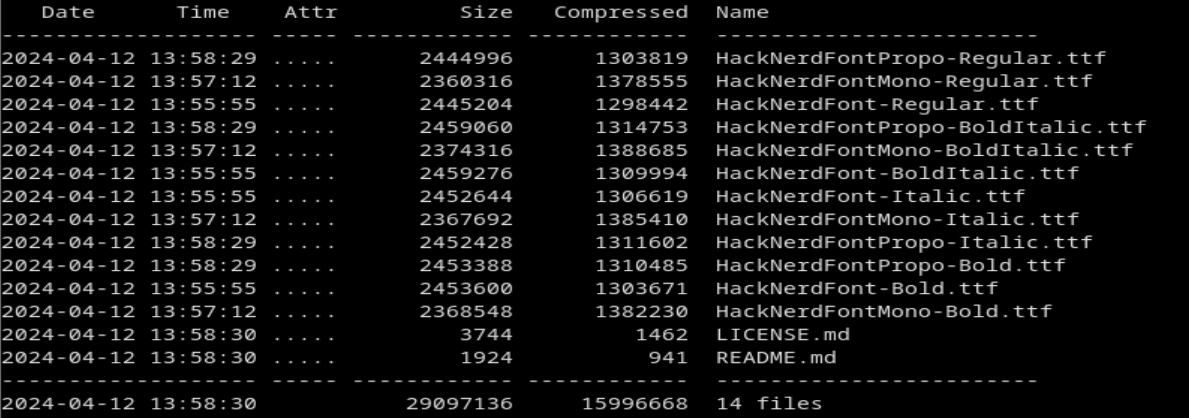 Date      Time    Attr         Size   Compressed  Name
------------------- ----- ------------ ------------  ------------------------
2024-04-12 13:58:29 .....      2444996      1303819  HackNerdFontPropo-Regular.ttf
2024-04-12 13:57:12 .....      2360316      1378555  HackNerdFontMono-Regular.ttf
2024-04-12 13:55:55 .....      2445204      1298442  HackNerdFont-Regular.ttf
2024-04-12 13:58:29 .....      2459060      1314753  HackNerdFontPropo-BoldItalic.ttf
2024-04-12 13:57:12 .....      2374316      1388685  HackNerdFontMono-BoldItalic.ttf
2024-04-12 13:55:55 .....      2459276      1309994  HackNerdFont-BoldItalic.ttf
2024-04-12 13:55:55 .....      2452644      1306619  HackNerdFont-Italic.ttf
2024-04-12 13:57:12 .....      2367692      1385410  HackNerdFontMono-Italic.ttf
2024-04-12 13:58:29 .....      2452428      1311602  HackNerdFontPropo-Italic.ttf
2024-04-12 13:58:29 .....      2453388      1310485  HackNerdFontPropo-Bold.ttf
2024-04-12 13:55:55 .....      2453600      1303671  HackNerdFont-Bold.ttf
2024-04-12 13:57:12 .....      2368548      1382230  HackNerdFontMono-Bold.ttf
2024-04-12 13:58:30 .....         3744         1462  LICENSE.md
2024-04-12 13:58:30 .....         1924          941  README.md
------------------- ----- ------------ ------------  ------------------------
2024-04-12 13:58:30           29097136     15996668  14 files